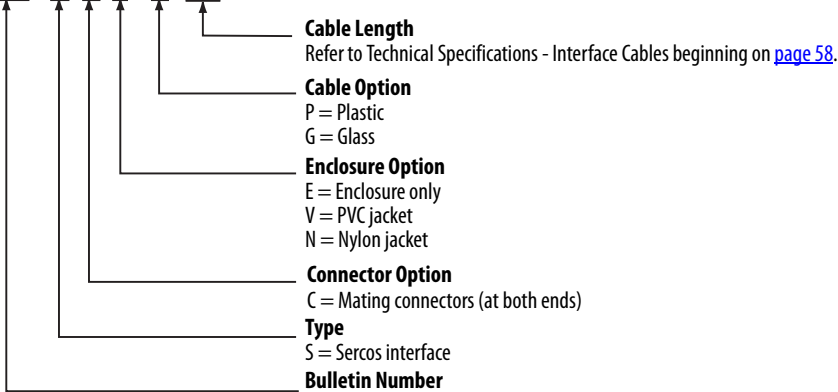 Cable Length
Refer to Technical Specifications - Interface Cables beginning on page 58.
Cable Option
P = Plastic
G = Glass
Enclosure Option
E = Enclosure only
V = PVC jacket
N = Nylon jacket
Connector Option
C = Mating connectors (at both ends)
Type
S = Sercos interface
Bulletin Number